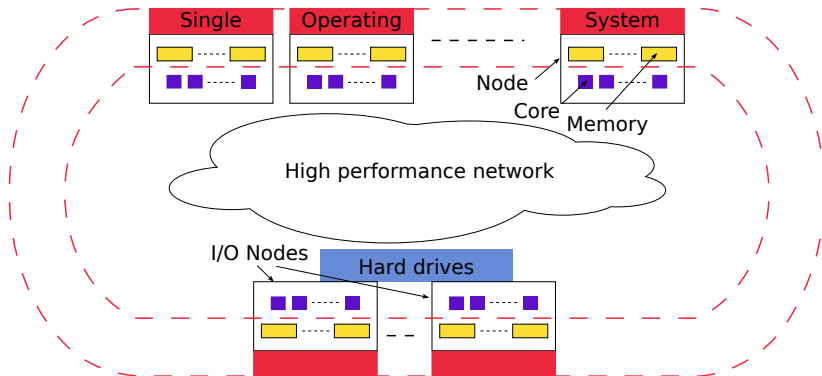 Single
Operating
System
Node
Core
Memory
High performance network
I/O Nodes
Hard drives